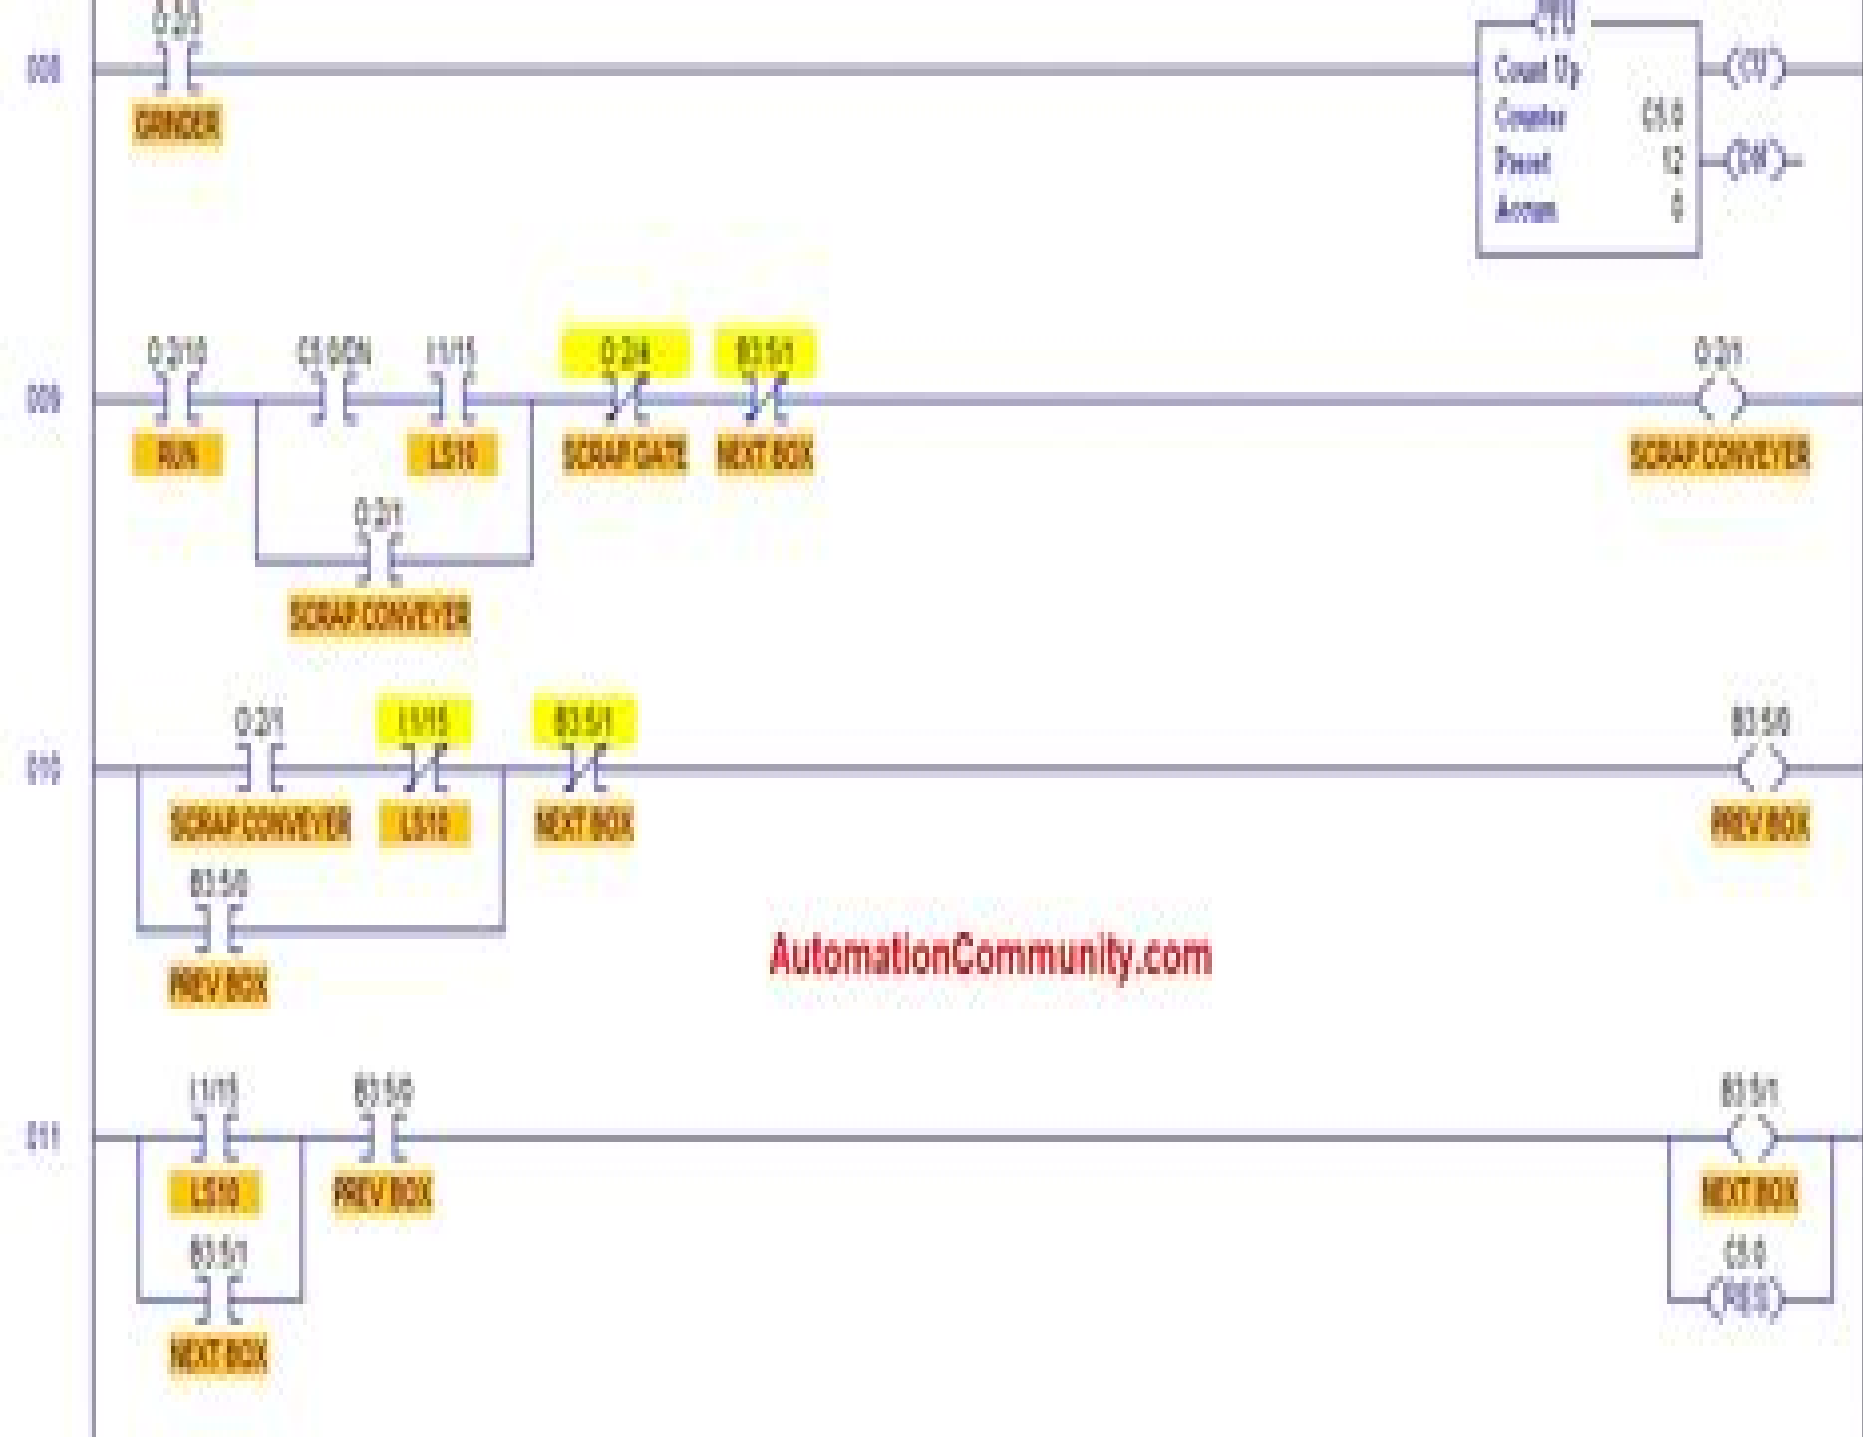 008
GRINDER
CTU
Count Up
Counter C5:0
Preset 12
Accum 0
(CU)
(DN)
009
O:2/10
RUN
C5:0/DN
I:1/15
LS10
O:2/4
SCRAP GATE
B3:5/1
NEXT BOX
O:2/1
SCRAP CONVEYER
O:2/1
SCRAP CONVEYER
010
O:2/1
SCRAP CONVEYER
I:1/15
LS10
B3:5/1
NEXT BOX
B3:5/0
PREV BOX
B3:5/0
PREV BOX
AutomationCommunity.com
011
I:1/15
LS10
B3:5/0
PREV BOX
B3:5/1
NEXT BOX
B3:5/1
NEXT BOX
C5:0
(RES)